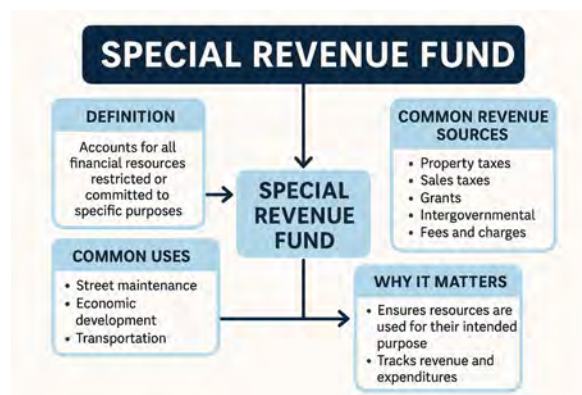 SPECIAL REVENUE FUND
DEFINITION
Accounts for all
financial resources
restricted or
committed to
specific purposes
SPECIAL
REVENUE
FUND
COMMON REVENUE
SOURCES
• Property taxes
• Sales taxes
• Grants
• Intergovernmental
• Fees and charges
COMMON USES
• Street maintenance
• Economic
development
• Transportation
WHY IT MATTERS
• Ensures resources are
used for their intended
purpose
• Tracks revenue and
expenditures